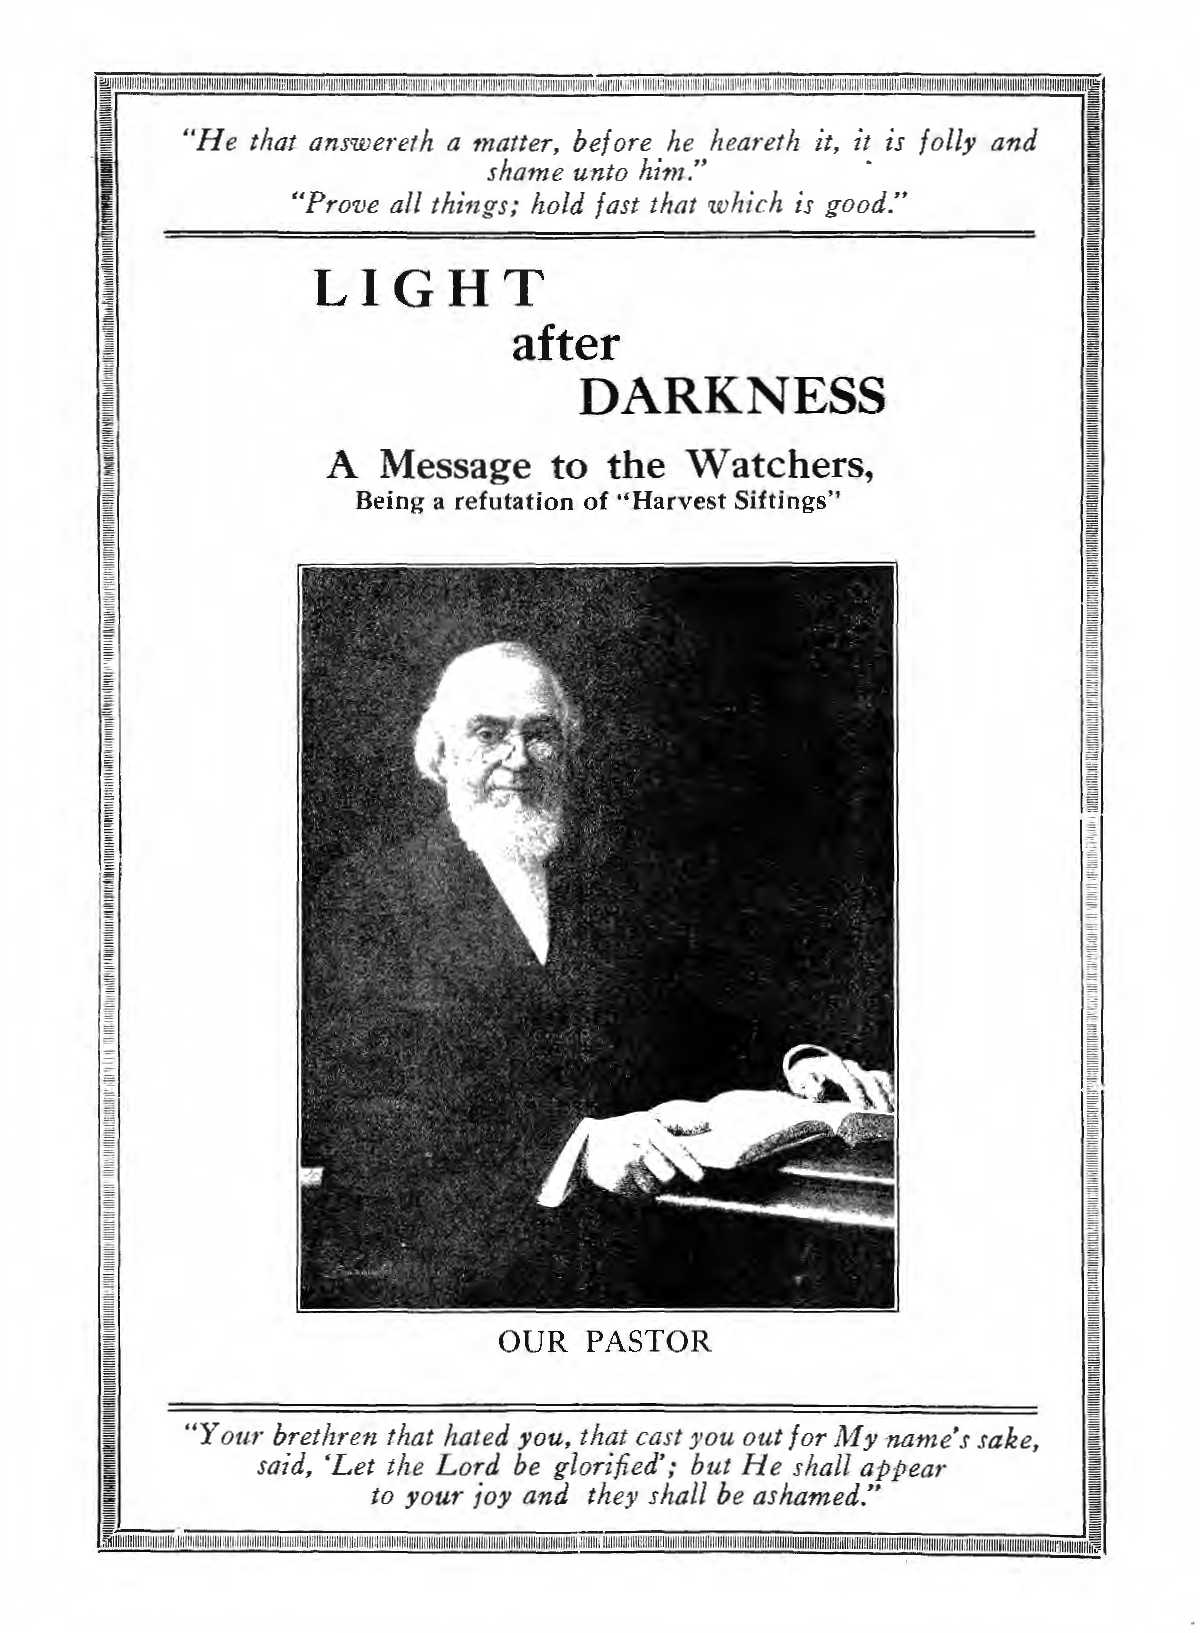 “He that answereth a matter, before he heareth it, it is folly and
shame unto him.”
“Prove all things; hold fast that which is good.”
LIGHT
after
DARKNESS
A Message to the Watchers,
Being a refutation of “Harvest Siftings”
OUR PASTOR
“Your brethren that hated you, that cast you out for My name’s sake,
said, ‘Let the Lord be glorified’; but He shall appear
to your joy and they shall be ashamed.”